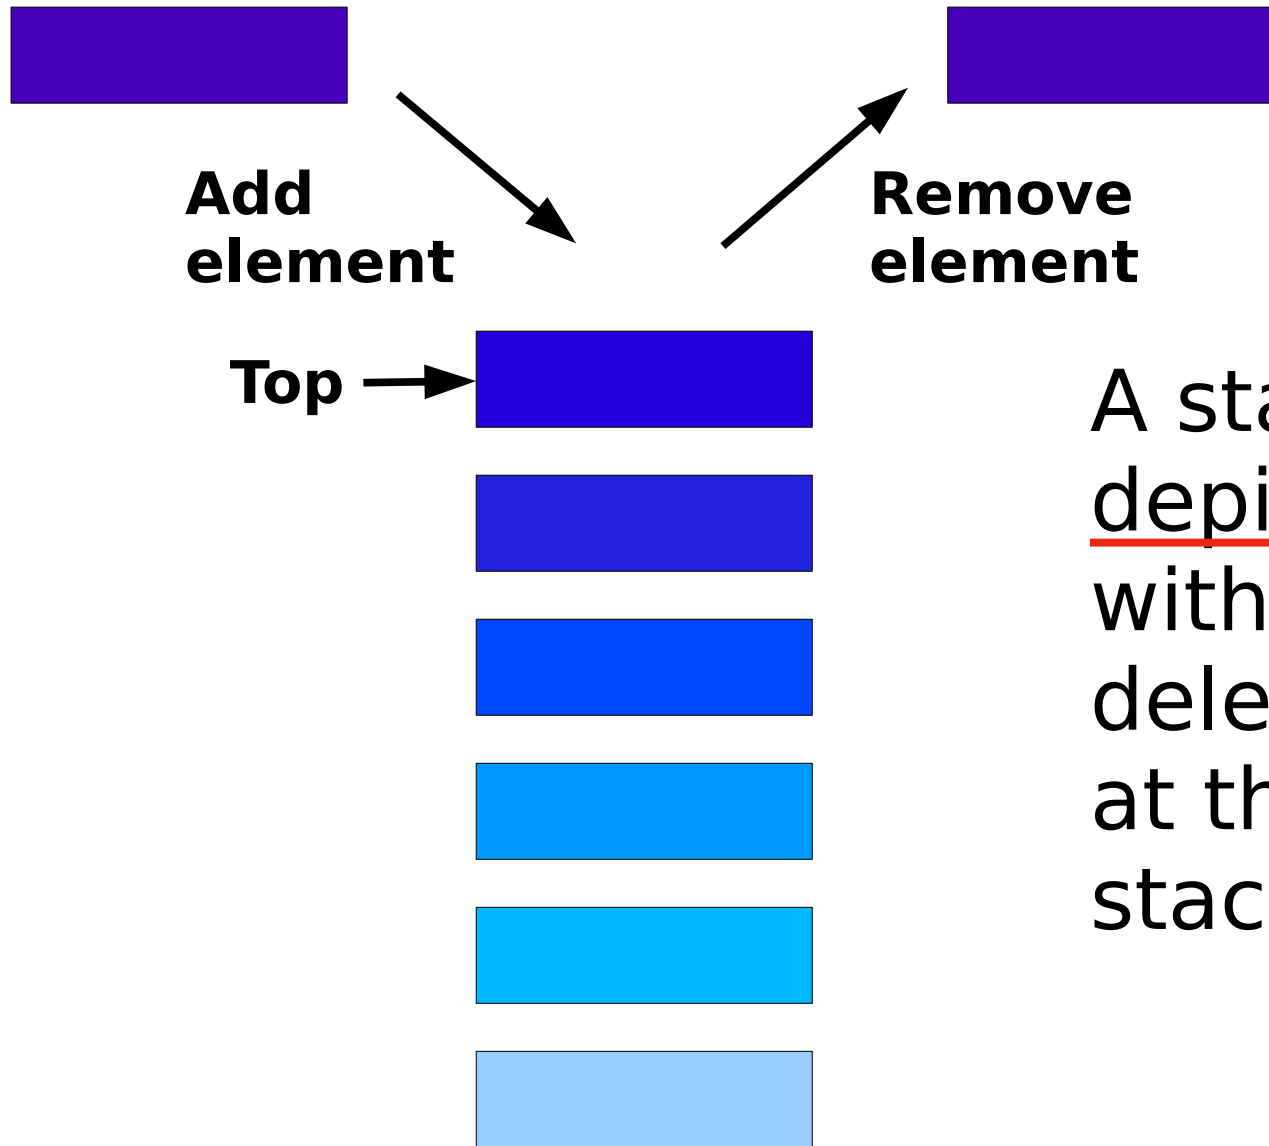 Add
element
Remove
element
Top
A sta
depi
with
dele
at th
stac